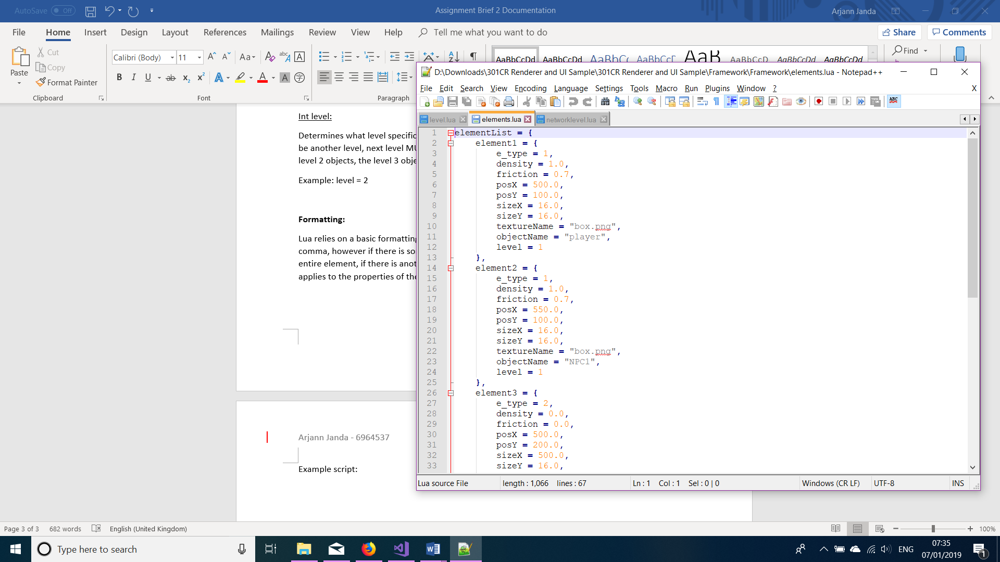 AutoSave Off
Assignment Brief 2 Documentation
Arjann Janda
File Home Insert Design Layout References Mailings Review View Help Tell me what you want to do
Share Comments
Paste
Cut
Copy
Format Painter
Clipboard
Calibri (Body) 11
Font
Paragraph
AaBbCcDd AaBbCcDd AaBbC AaBbCcD AaB AaBbCcD AaBbCcDd AaBbCcDd
Find
Int level:
Determines what level specific
be another level, next level MU
level 2 objects, the level 3 obje
Example: level = 2
Formatting:
Lua relies on a basic formatting
comma, however if there is so
entire element, if there is anot
applies to the properties of the
Arjann Janda - 6964537
Example script:
D:\Downloads\301CR Renderer and UI Sample\301CR Renderer and UI Sample\Framework\Framework\elements.lua - Notepad++
File Edit Search View Encoding Language Settings Tools Macro Run Plugins Window ? X
level.lua elements.lua networklevel.lua
1 elementList = {
2 element1 = {
3 e_type = 1,
4 density = 1.0,
5 friction = 0.7,
6 posX = 500.0,
7 posY = 100.0,
8 sizeX = 16.0,
9 sizeY = 16.0,
10 textureName = "box.png",
11 objectName = "player",
12 level = 1
13 },
14 element2 = {
15 e_type = 1,
16 density = 1.0,
17 friction = 0.7,
18 posX = 550.0,
19 posY = 100.0,
20 sizeX = 16.0,
21 sizeY = 16.0,
22 textureName = "box.png",
23 objectName = "NPC1",
24 level = 1
25 },
26 element3 = {
27 e_type = 2,
28 density = 0.0,
29 friction = 0.0,
30 posX = 500.0,
31 posY = 200.0,
32 sizeX = 500.0,
33 sizeY = 16.0,
Lua source File length : 1,066 lines : 67 Ln : 1 Col : 1 Sel : 0 | 0 Windows (CR LF) UTF-8 INS
Page 3 of 3 682 words English (United Kingdom) 100%
Type here to search
ENG
07:35
07/01/2019
1